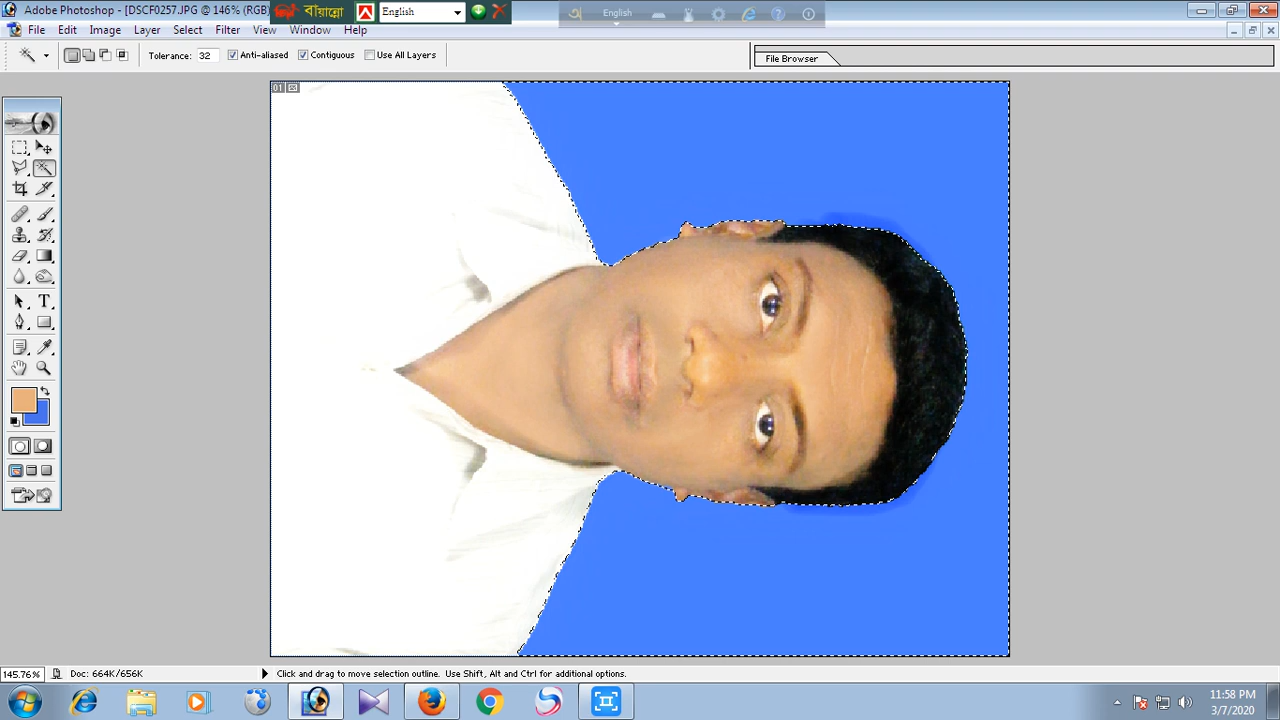 Adobe Photoshop - [DSCF0257.JPG @ 146% (RGB)
বায়ান্নো
English
English
File Edit Image Layer Select Filter View Window Help
Tolerance: 32 Anti-aliased Contiguous Use All Layers
File Browser
01
145.76% Doc: 664K/656K Click and drag to move selection outline. Use Shift, Alt and Ctrl for additional options.
11:58 PM
3/7/2020